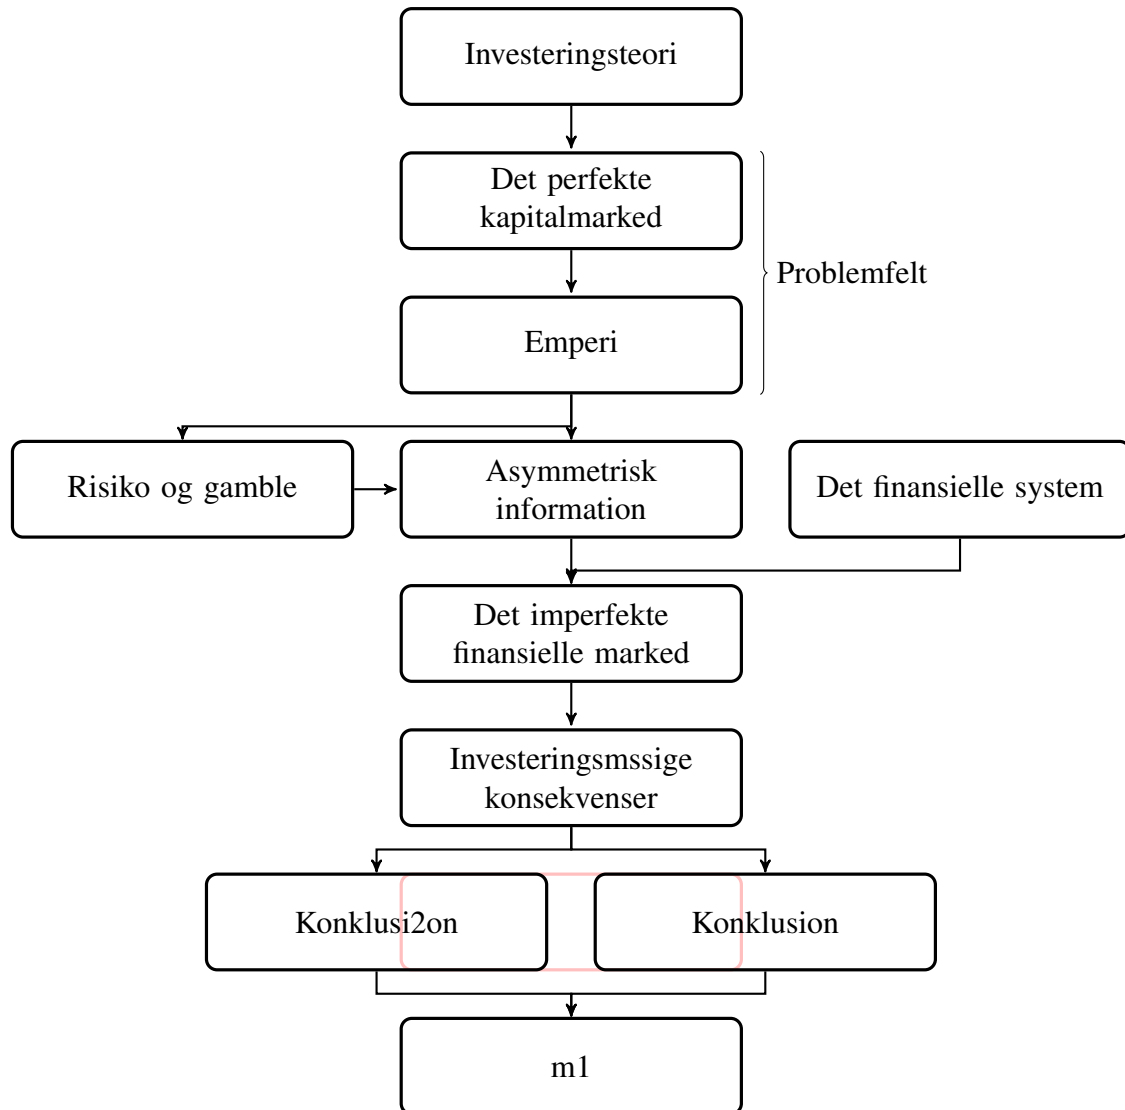 Investeringsteori
Det perfekte
kapitalmarked
Problemfelt
Emperi
Risiko og gamble
Asymmetrisk
information
Det finansielle system
Det imperfekte
finansielle marked
Investeringsmssige
konsekvenser
Konklusi2on
Konklusion
m1